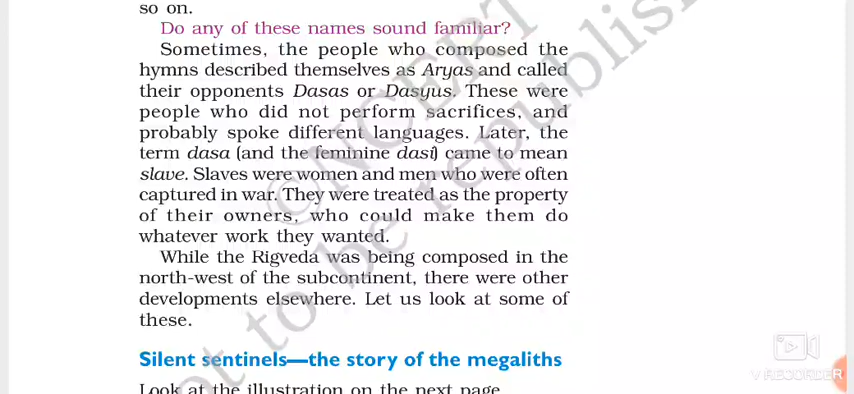 so on.
Do any of these names sound familiar?
Sometimes, the people who composed the
hymns described themselves as Aryas and called
their opponents Dasas or Dasyus. These were
people who did not perform sacrifices, and
probably spoke different languages. Later, the
term dasa (and the feminine dasi) came to mean
slave. Slaves were women and men who were often
captured in war. They were treated as the property
of their owners, who could make them do
whatever work they wanted.
While the Rigveda was being composed in the
north-west of the subcontinent, there were other
developments elsewhere. Let us look at some of
these.
Silent sentinels—the story of the megaliths
Look at the illustration on the next page.
© NCERT
not to be republish
V RECORDER